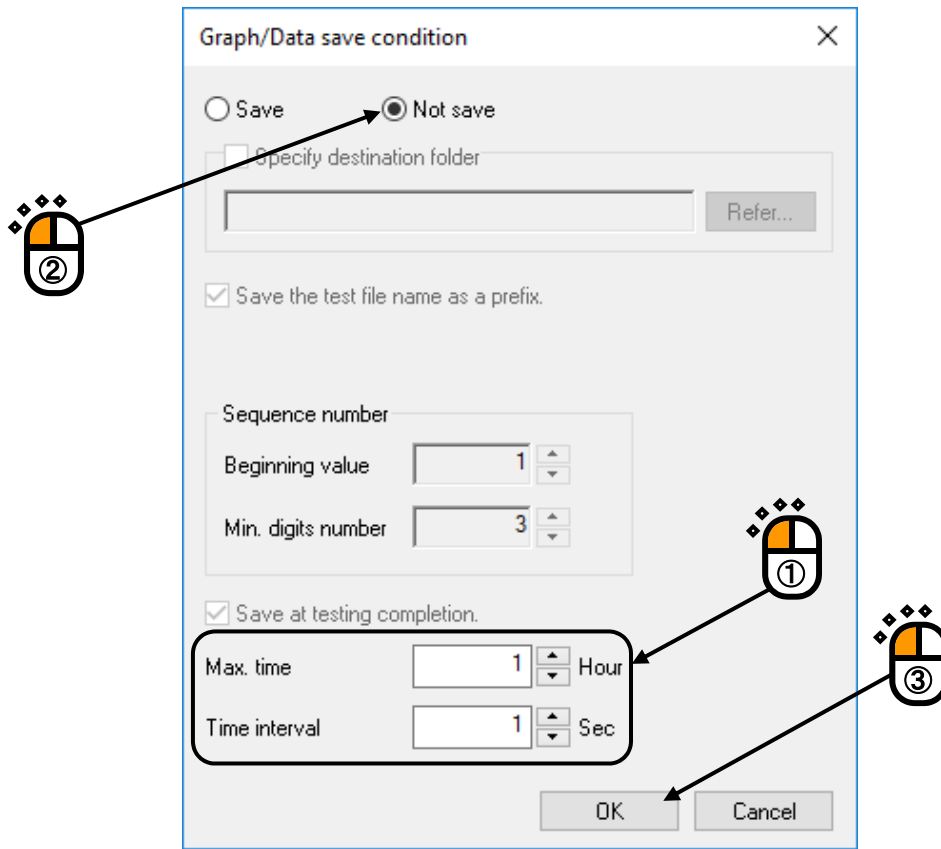 Graph/Data save condition
Save
Not save
Specify destination folder
Refer...
②
Save the test file name as a prefix.
Sequence number
Beginning value 1
Min. digits number 3
①
Save at testing completion.
Max. time 1 Hour
③
Time interval 1 Sec
OK Cancel